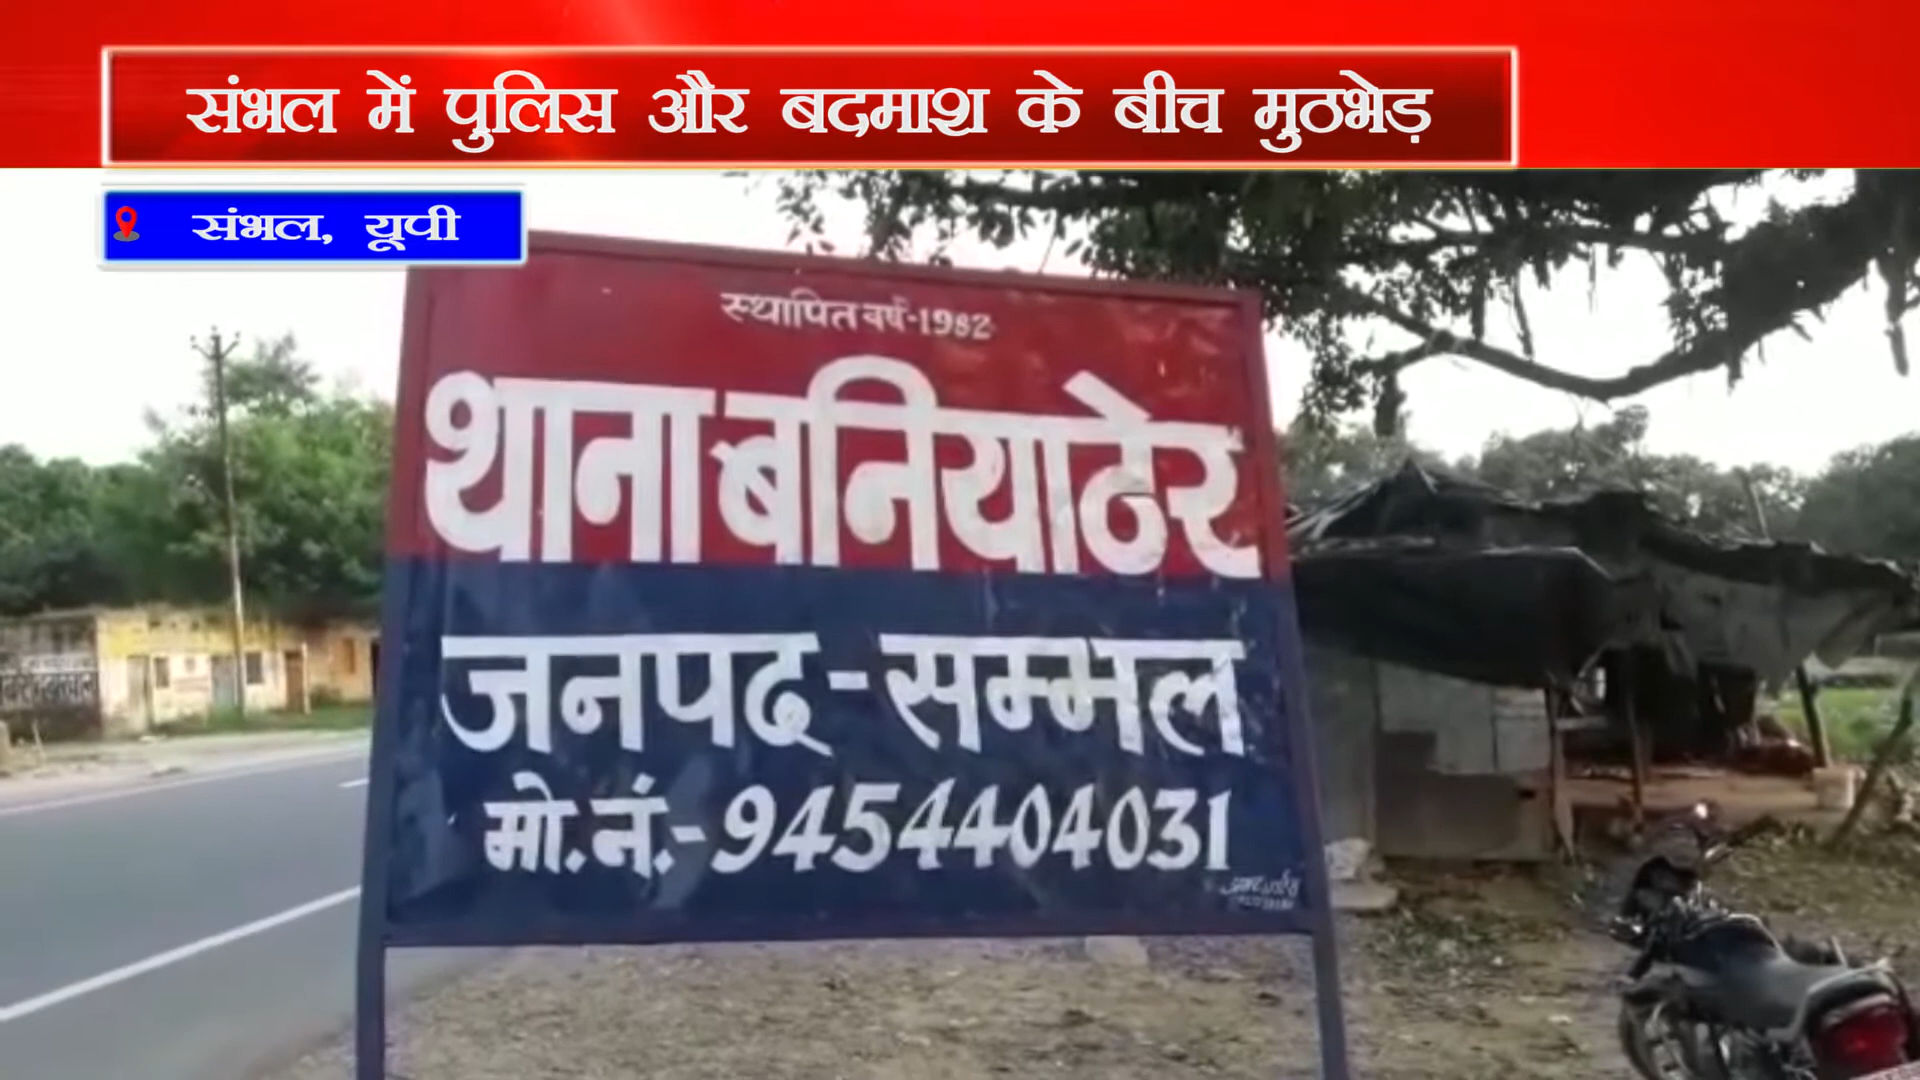 संभल में पुलिस और बदमाश के बीच मुठभेड़
संभल, यूपी
स्थापित वर्ष-1982
थाना बनियाठेर
जनपद-सम्भल
मो.नं.-9454404031